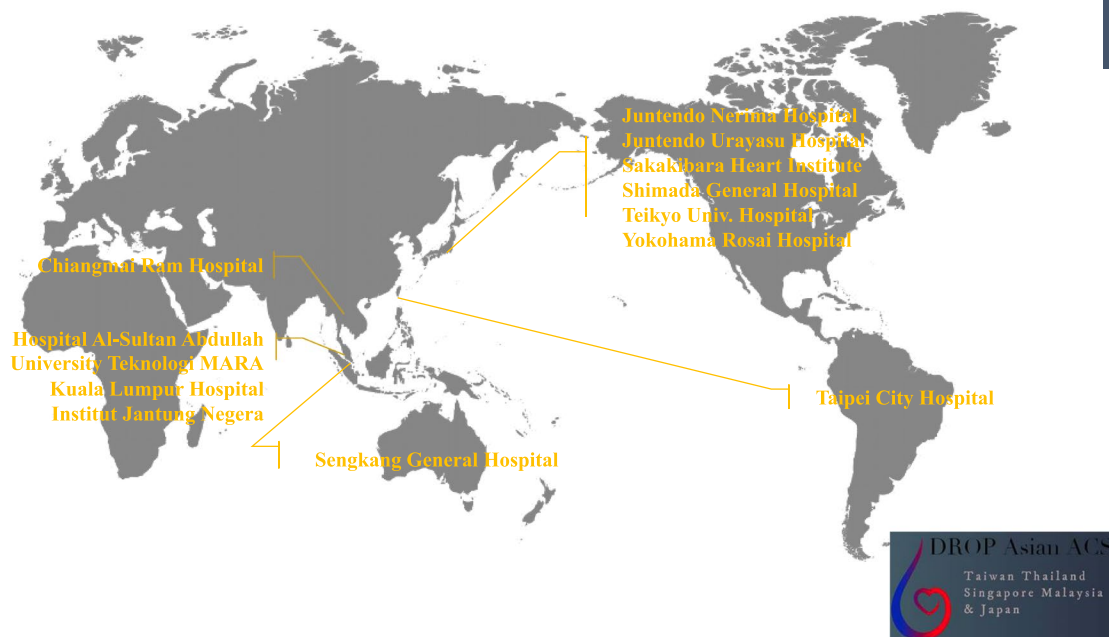 Juntendo Nerima Hospital
Juntendo Urayasu Hospital
Sakakibara Heart Institute
Shimada General Hospital
Teikyo Univ. Hospital
Yokohama Rosai Hospital
Chiangmai Ram Hospital
Hospital Al-Sultan Abdullah
University Teknologi MARA
Kuala Lumpur Hospital
Institut Jantung Negera
Taipei City Hospital
Sengkang General Hospital
DROP Asian ACS
Taiwan Thailand
Singapore Malaysia
& Japan